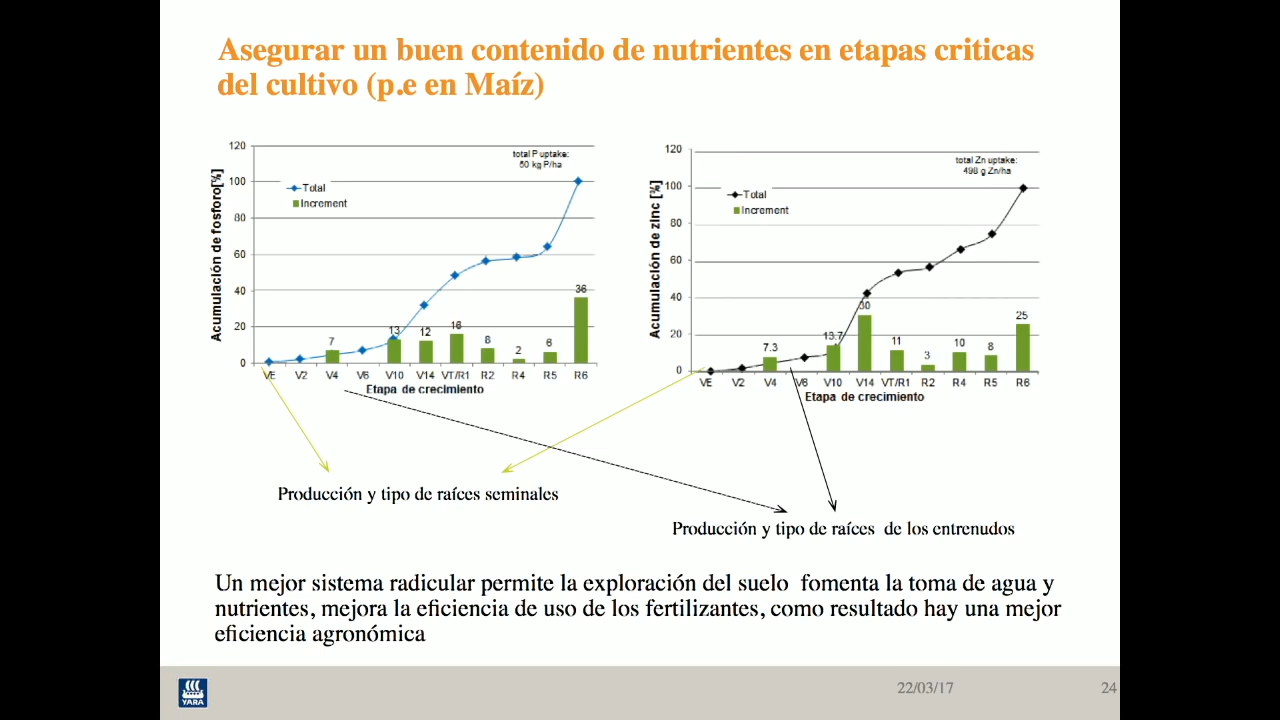 Asegurar un buen contenido de nutrientes en etapas criticas
del cultivo (p.e en Maíz)
120
100
80
60
40
20
0
Acumulación de fosforo[%]
total P uptake:
50 kg P/ha
Total
Increment
7
13
12
16
8
2
6
36
VE V2 V4 V6 V10 V14 VT/R1 R2 R4 R5 R6
Etapa de crecimiento
120
100
80
60
40
20
0
Acumulación de zinc [%]
total Zn uptake:
498 g Zn/ha
Total
Increment
7.3
13.7
30
11
3
10
8
25
VE V2 V4 V6 V10 V14 VT/R1 R2 R4 R5 R6
Etapa de crecimiento
Producción y tipo de raíces seminales
Producción y tipo de raíces de los entrenudos
Un mejor sistema radicular permite la exploración del suelo fomenta la toma de agua y
nutrientes, mejora la eficiencia de uso de los fertilizantes, como resultado hay una mejor
eficiencia agronómica
YARA
22/03/17
24